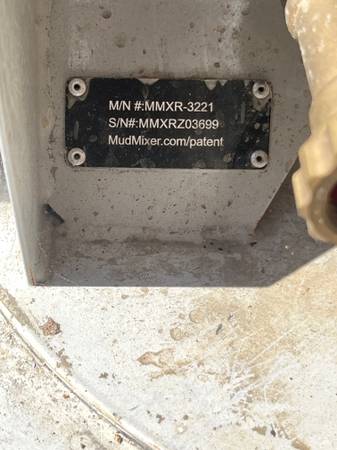 M/N #:MMXR-3221
S/N#:MMXRZ03699
MudMixer.com/patent